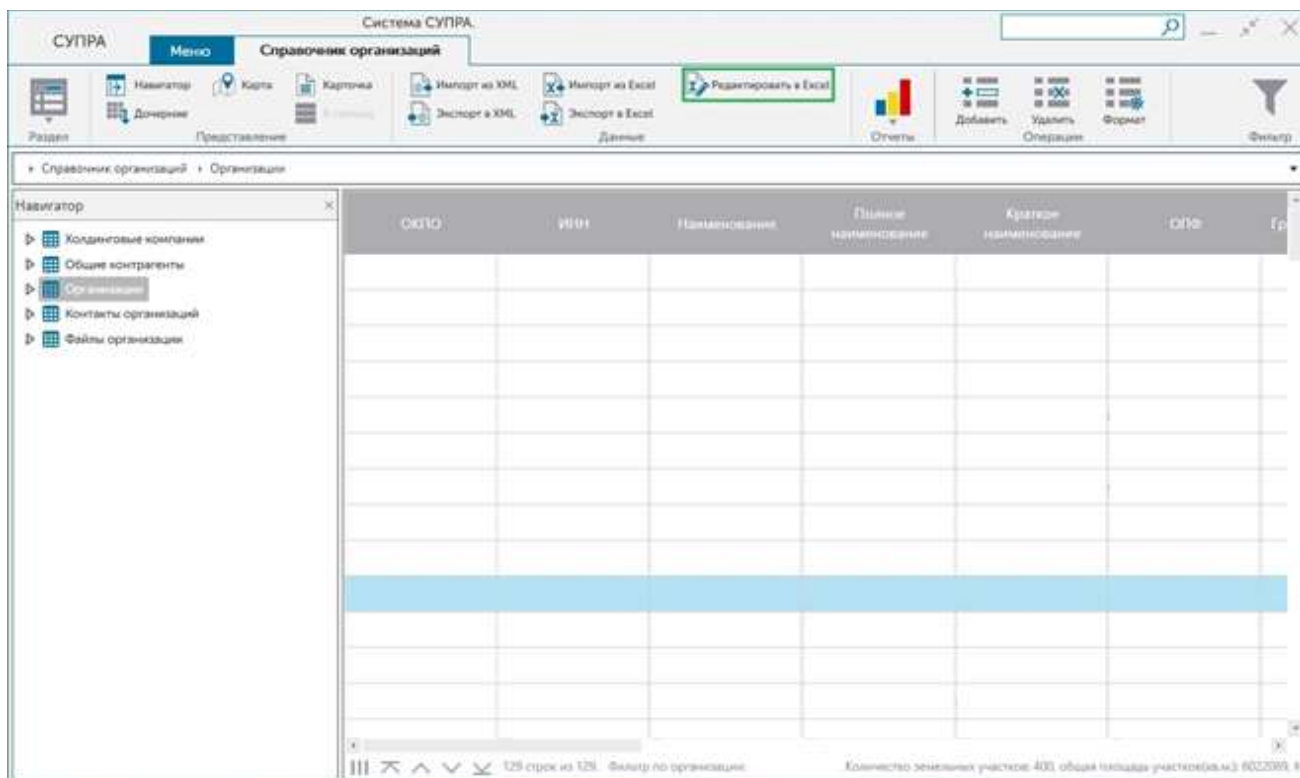 Система СУПРА.
СУПРА
Меню
Справочник организаций
Навигатор
Карта
Карточка
Импорт из XML
Импорт из Excel
Редактировать в Excel
Дочерние
Экспорт в XML
Экспорт в Excel
Добавить
Удалить
Формат
Раздел
Представление
Данные
Отчеты
Операции
Фильтр
Справочник организаций
Организации
Навигатор
Холдинговые компании
Общие контрагенты
Организации
Контакты организаций
Файлы организации
ОКПО
ИНН
Наименование
Полное наименование
Краткое наименование
ОПФ
Гр
129 строк из 129. Фильтр по организации:
Количество земельных участков: 400, общая площадь участков(кв.м.): 6022089,